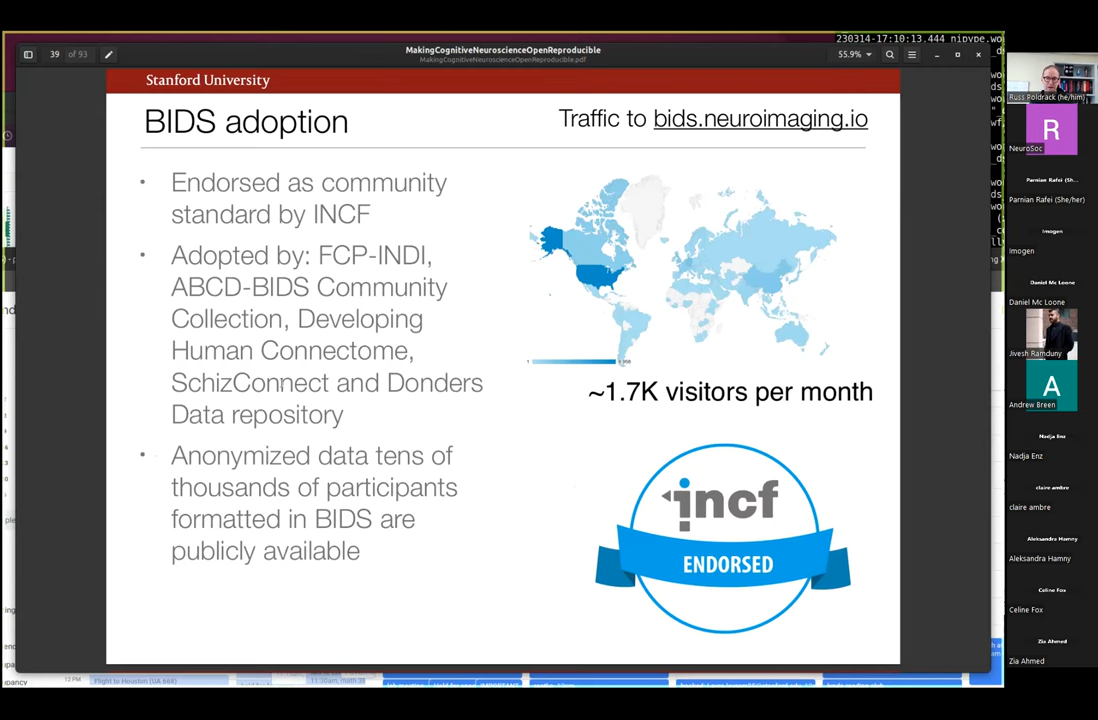 230314-17:10:13.444 nipype.wo
39 of 93
MakingCognitiveNeuroscienceOpenReproducible
MakingCognitiveNeuroscienceOpenReproducible.pdf
55.9%
Stanford University
BIDS adoption
Traffic to bids.neuroimaging.io
• Endorsed as community
standard by INCF
• Adopted by: FCP-INDI,
ABCD-BIDS Community
Collection, Developing
Human Connectome,
SchizConnect and Donders
Data repository
• Anonymized data tens of
thousands of participants
formatted in BIDS are
publicly available
~1.7K visitors per month
incf
ENDORSED
Russ Poldrack (he/him)
R
NeuroSoc
Parnian Rafei (Sh...
Parnian Rafei (She/her)
Imogen
Imogen
Daniel Mc Loone
Daniel Mc Loone
Jivesh Ramduny
A
Andrew Breen
Nadja Enz
Nadja Enz
claire ambre
claire ambre
Aleksandra Hamny
Aleksandra Hamny
Celine Fox
Celine Fox
Zia Ahmed
Zia Ahmed
12 PM
Flight to Houston (UA 668)